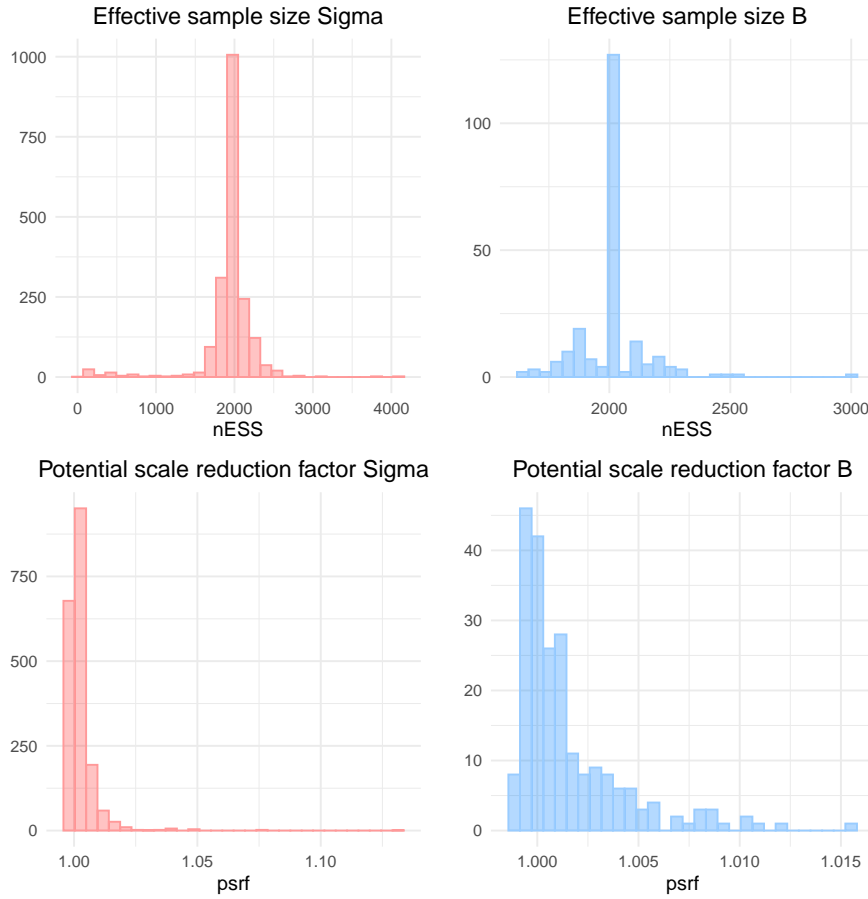 Effective sample size Sigma
1000
750
500
250
0
0 1000 2000 3000 4000
nESS
Effective sample size B
100
50
0
2000 2500 3000
nESS
Potential scale reduction factor Sigma
750
500
250
0
1.00 1.05 1.10
psrf
Potential scale reduction factor B
40
30
20
10
0
1.000 1.005 1.010 1.015
psrf